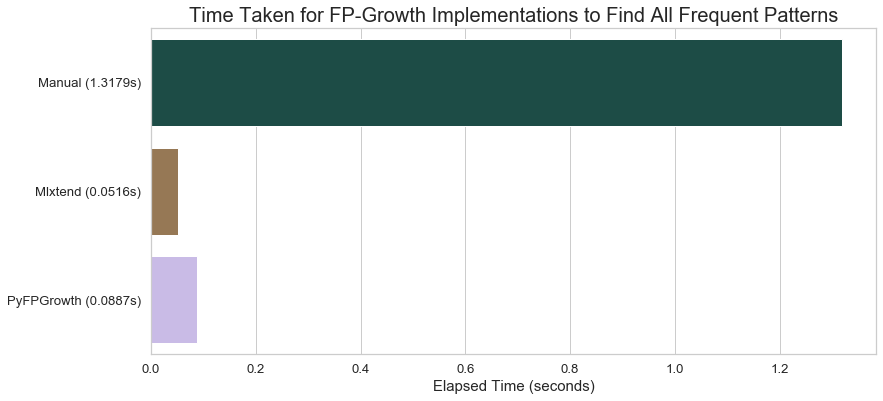 Time Taken for FP-Growth Implementations to Find All Frequent Patterns
Manual (1.3179s)
Mlxtend (0.0516s)
PyFPGrowth (0.0887s)
0.0 0.2 0.4 0.6 0.8 1.0 1.2
Elapsed Time (seconds)